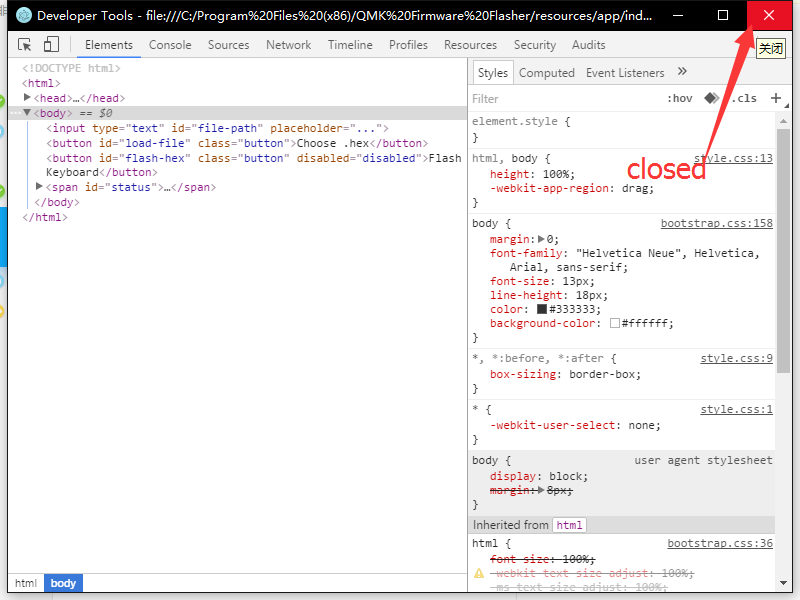 Developer Tools - file:///C:/Program%20Files%20(x86)/QMK%20Firmware%20Flasher/resources/app/ind...
关闭
Elements Console Sources Network Timeline Profiles Resources Security Audits
<!DOCTYPE html>
<html>
<head>…</head>
<body> == $0
<input type="text" id="file-path" placeholder="...">
<button id="load-file" class="button">Choose .hex</button>
<button id="flash-hex" class="button" disabled="disabled">Flash
Keyboard</button>
<span id="status">…</span>
</body>
</html>
html body
Styles Computed Event Listeners »
Filter :hov .cls +
element.style {
}
html, body { style.css:13
height: 100%;
-webkit-app-region: drag;
}
closed
body { bootstrap.css:158
margin: 0;
font-family: "Helvetica Neue", Helvetica,
Arial, sans-serif;
font-size: 13px;
line-height: 18px;
color: #333333;
background-color: #ffffff;
}
*, *:before, *:after { style.css:9
box-sizing: border-box;
}
* { style.css:1
-webkit-user-select: none;
}
body { user agent stylesheet
display: block;
margin: 8px;
}
Inherited from html
html { bootstrap.css:36
font-size: 100%;
-webkit-text-size-adjust: 100%;
-ms-text-size-adjust: 100%;